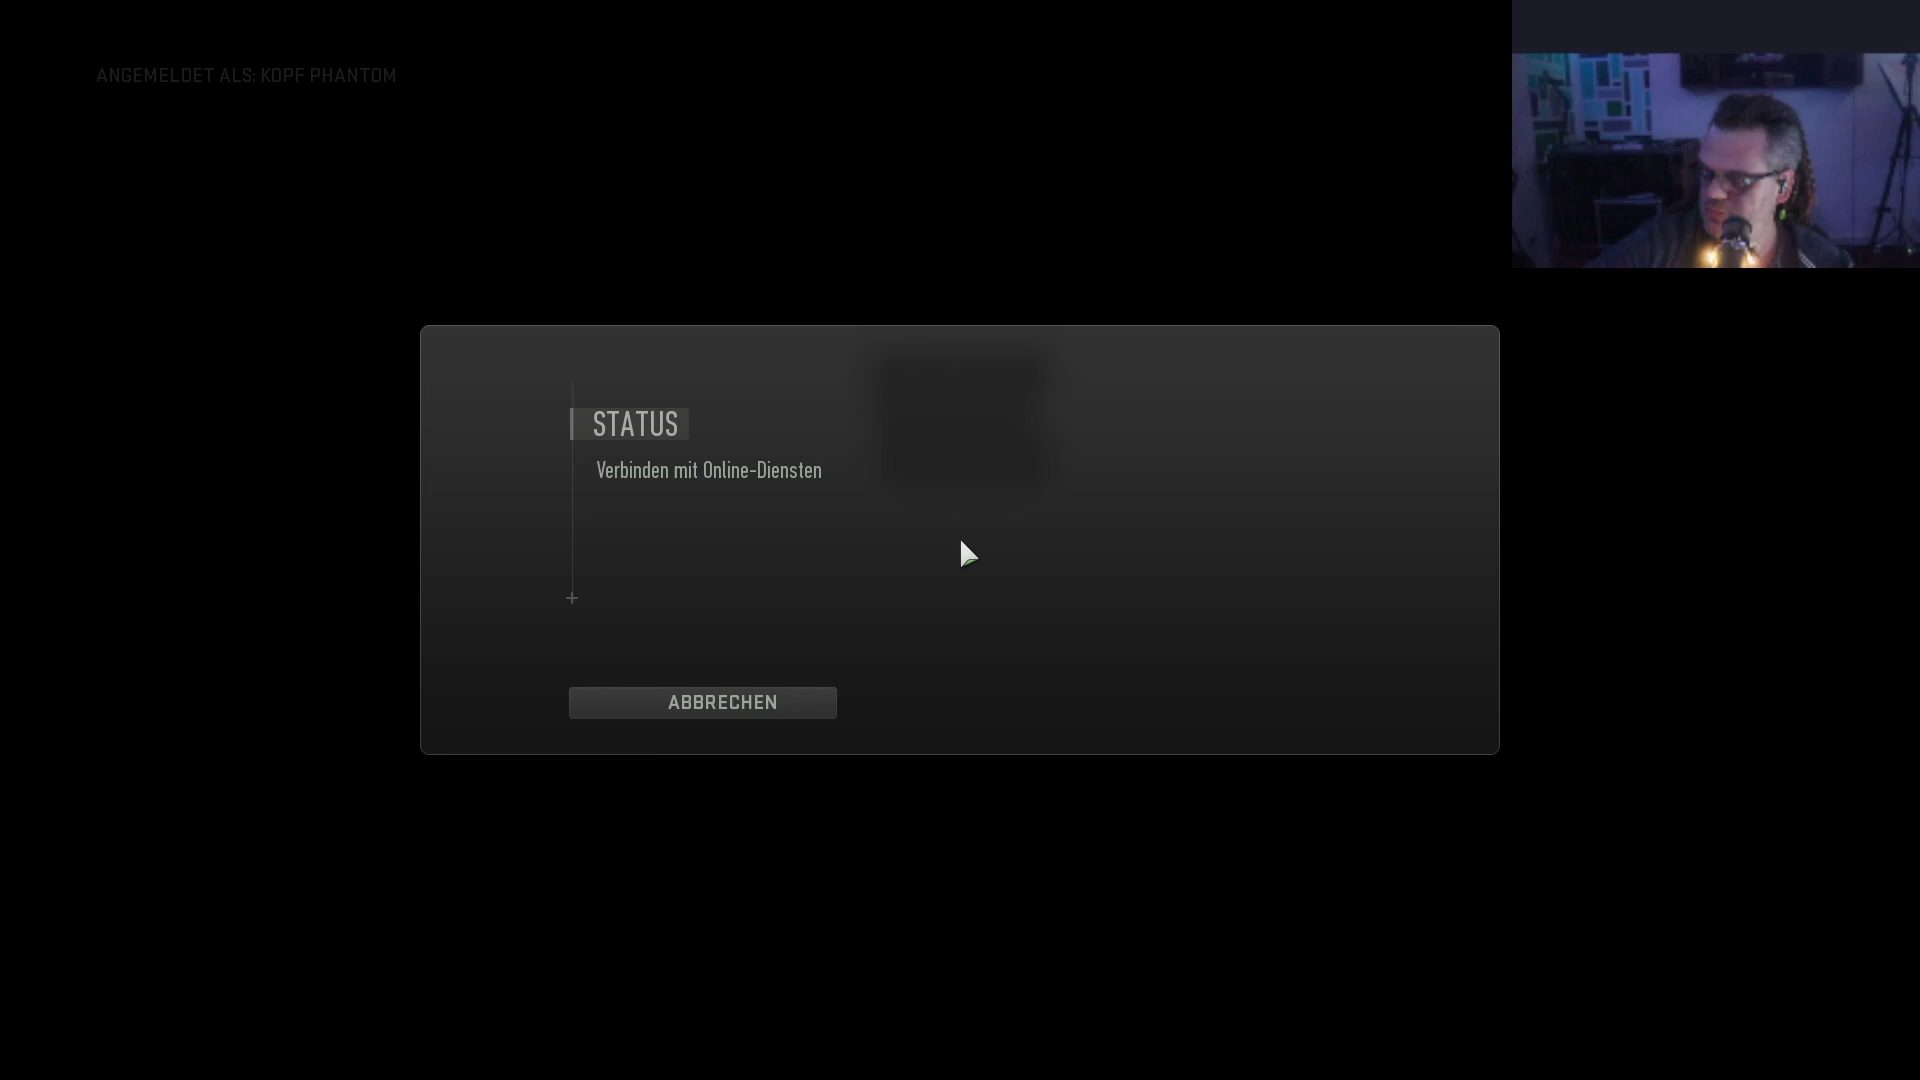 ANGEMELDET ALS: KOPF PHANTOM
STATUS
Verbinden mit Online-Diensten
ABBRECHEN